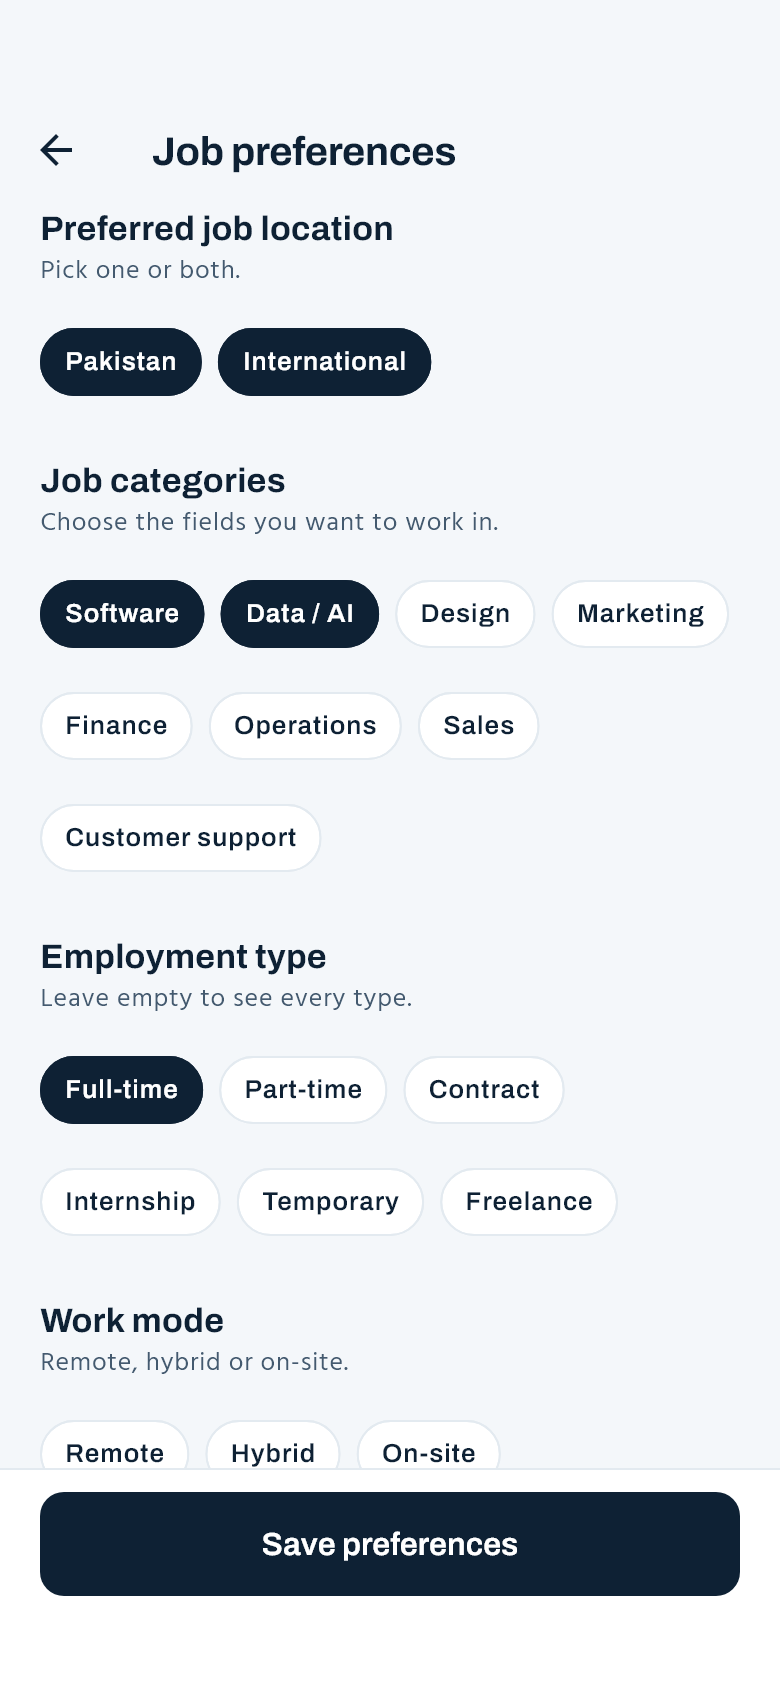 Job preferences
Preferred job location
Pick one or both.
Pakistan International
Job categories
Choose the fields you want to work in.
Software Data / AI Design Marketing
Finance Operations Sales
Customer support
Employment type
Leave empty to see every type.
Full-time Part-time Contract
Internship Temporary Freelance
Work mode
Remote, hybrid or on-site.
Remote Hybrid On-site
Save preferences